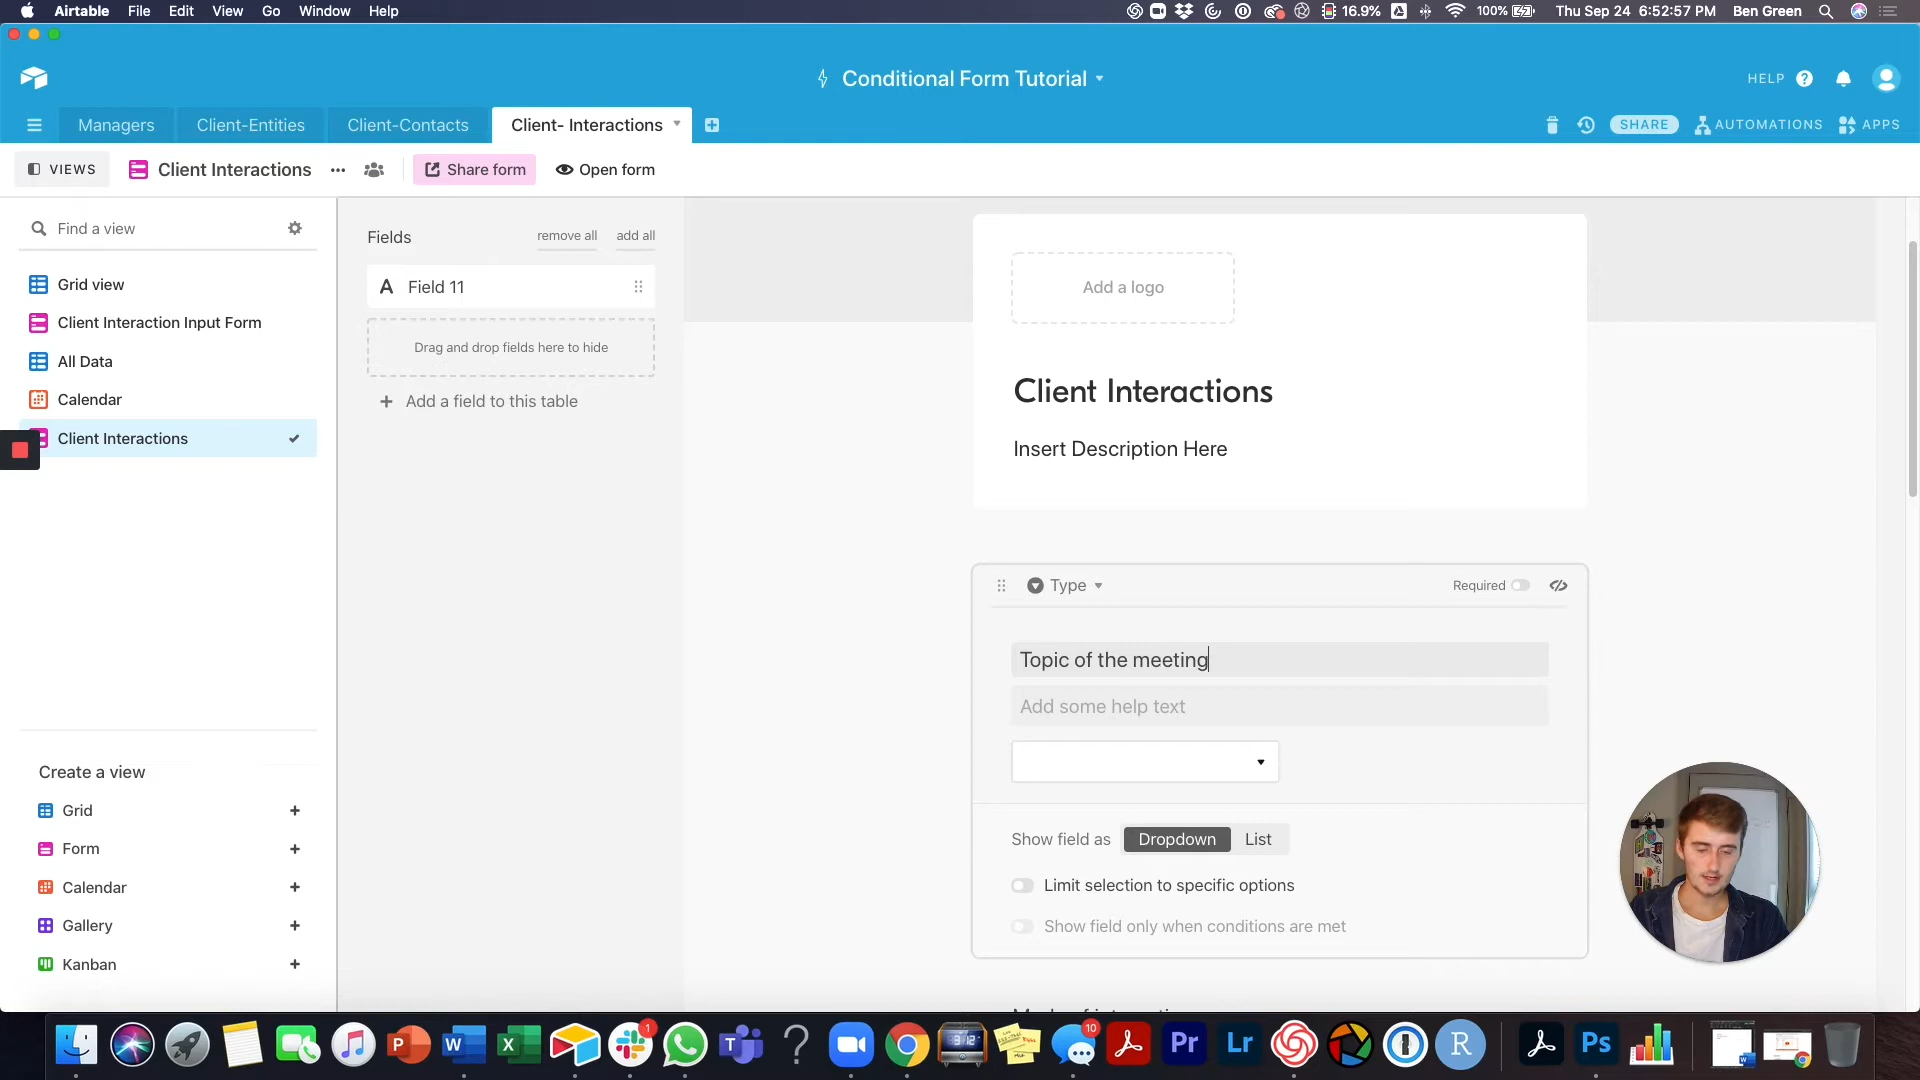 Airtable File Edit View Go Window Help
16.9% 100% Thu Sep 24 6:52:57 PM Ben Green
Conditional Form Tutorial
HELP
Managers Client-Entities Client-Contacts Client- Interactions
SHARE AUTOMATIONS APPS
VIEWS Client Interactions Share form Open form
Find a view
Grid view
Client Interaction Input Form
All Data
Calendar
Client Interactions
Create a view
Grid
Form
Calendar
Gallery
Kanban
Fields remove all add all
Field 11
Drag and drop fields here to hide
Add a field to this table
Add a logo
Client Interactions
Insert Description Here
Type Required
Topic of the meeting
Add some help text
Show field as Dropdown List
Limit selection to specific options
Show field only when conditions are met
1 10
P W X Pr Lr R Ps